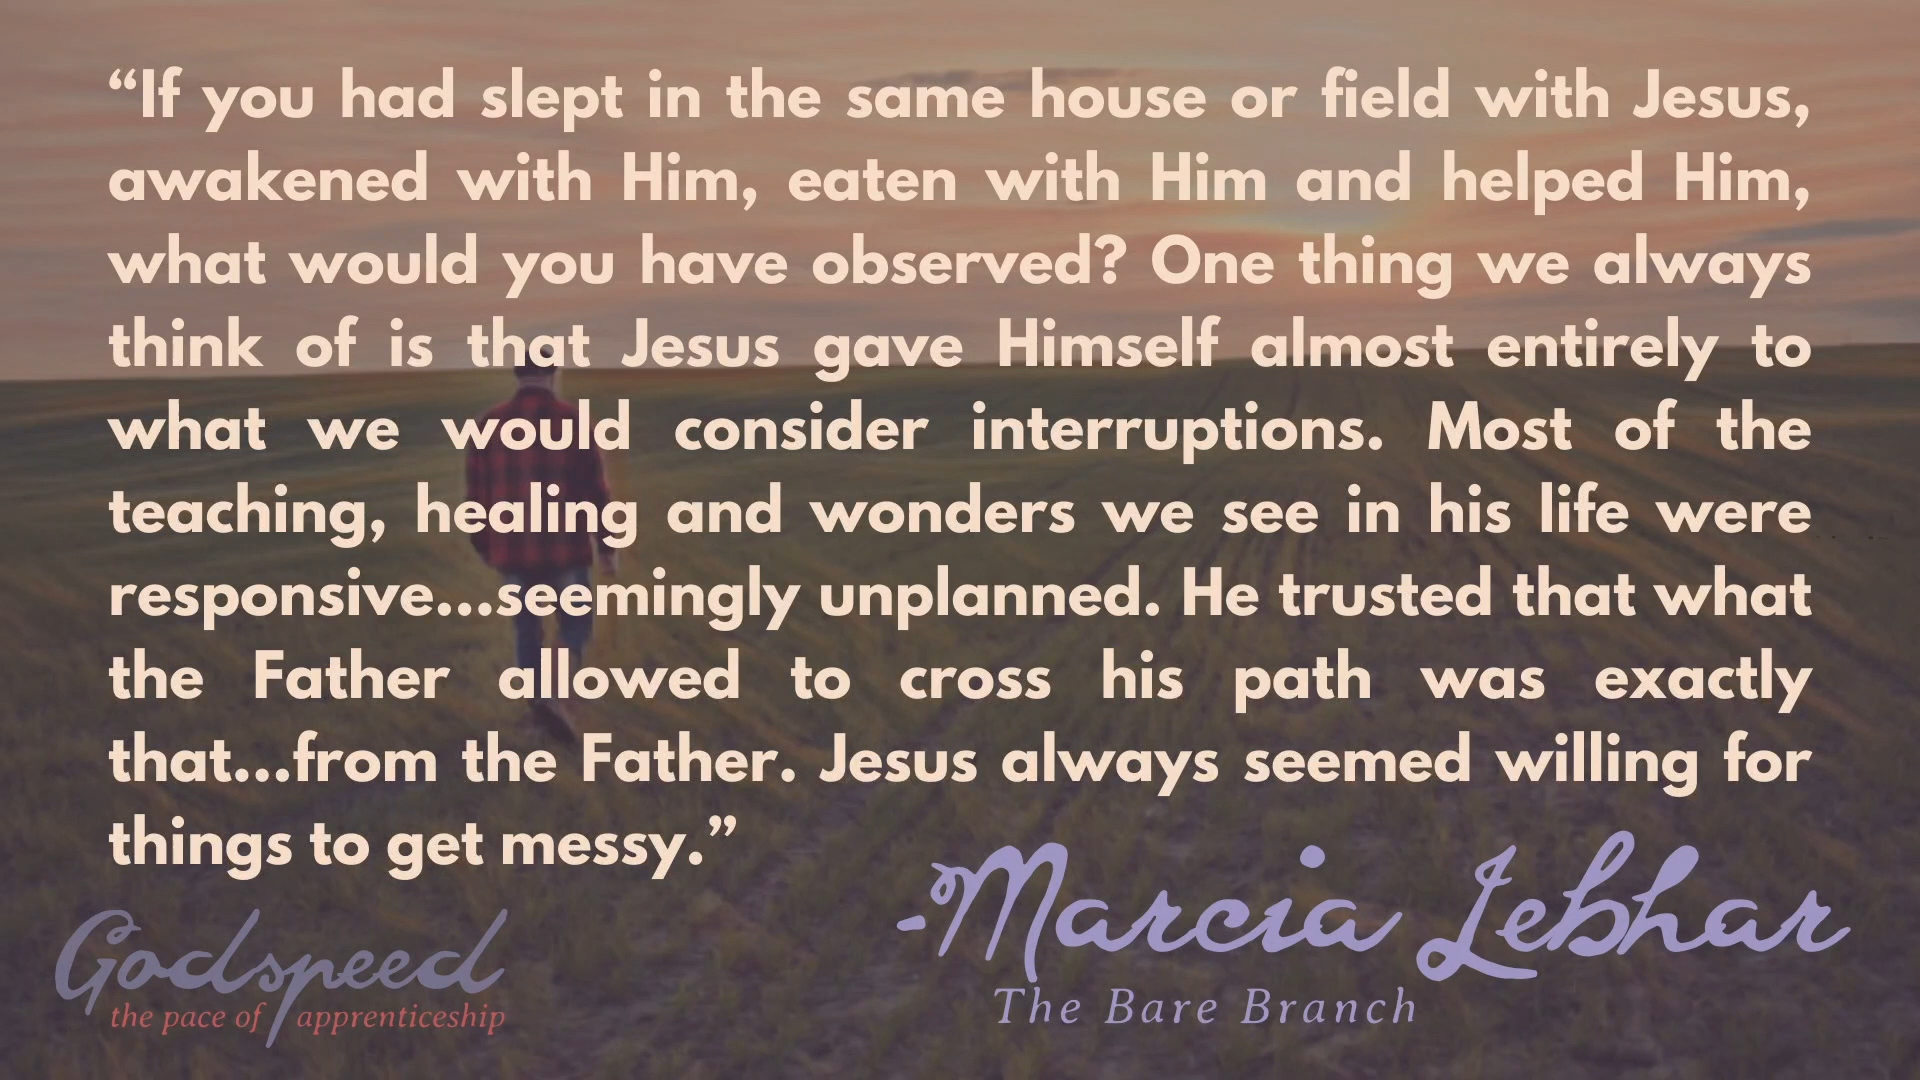 “If you had slept in the same house or field with Jesus,
awakened with Him, eaten with Him and helped Him,
what would you have observed? One thing we always
think of is that Jesus gave Himself almost entirely to
what we would consider interruptions. Most of the
teaching, healing and wonders we see in his life were
responsive...seemingly unplanned. He trusted that what
the Father allowed to cross his path was exactly
that...from the Father. Jesus always seemed willing for
things to get messy.”
-Marcia Lebhar
The Bare Branch
Godspeed
the pace of apprenticeship